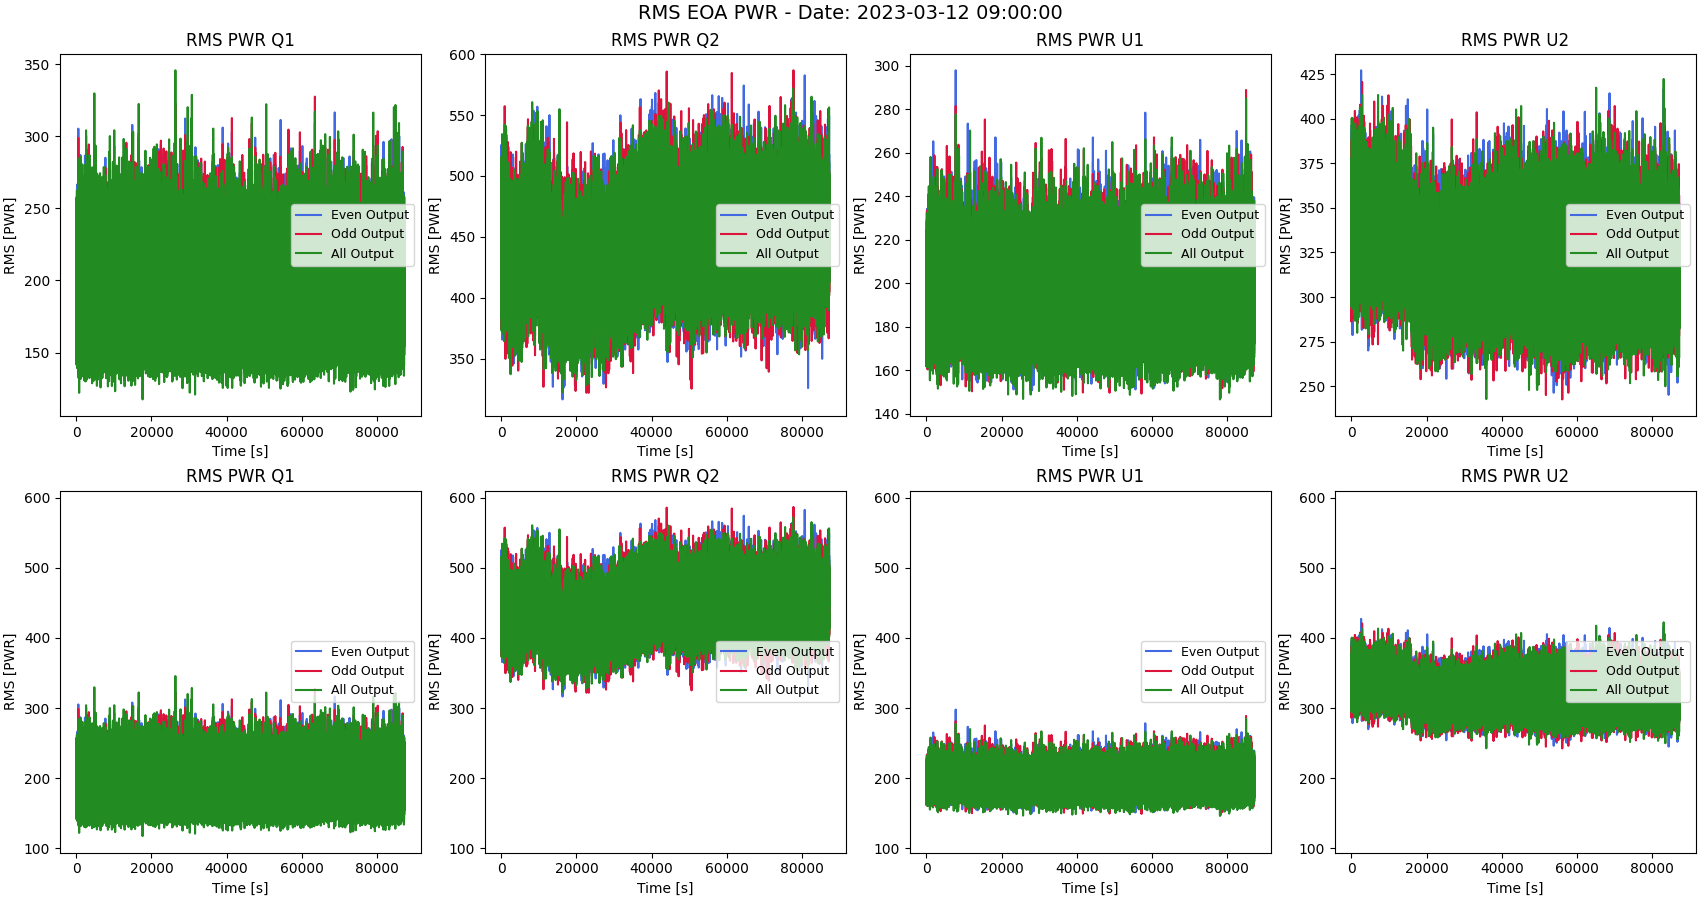 RMS EOA PWR - Date: 2023-03-12 09:00:00
RMS PWR Q1
RMS [PWR]
350
300
250
200
150
0 20000 40000 60000 80000
Time [s]
Even Output
Odd Output
All Output
RMS PWR Q2
RMS [PWR]
600
550
500
450
400
350
0 20000 40000 60000 80000
Time [s]
Even Output
Odd Output
All Output
RMS PWR U1
RMS [PWR]
300
280
260
240
220
200
180
160
140
0 20000 40000 60000 80000
Time [s]
Even Output
Odd Output
All Output
RMS PWR U2
RMS [PWR]
425
400
375
350
325
300
275
250
0 20000 40000 60000 80000
Time [s]
Even Output
Odd Output
All Output
RMS PWR Q1
RMS [PWR]
600
500
400
300
200
100
0 20000 40000 60000 80000
Time [s]
Even Output
Odd Output
All Output
RMS PWR Q2
RMS [PWR]
600
500
400
300
200
100
0 20000 40000 60000 80000
Time [s]
Even Output
Odd Output
All Output
RMS PWR U1
RMS [PWR]
600
500
400
300
200
100
0 20000 40000 60000 80000
Time [s]
Even Output
Odd Output
All Output
RMS PWR U2
RMS [PWR]
600
500
400
300
200
100
0 20000 40000 60000 80000
Time [s]
Even Output
Odd Output
All Output